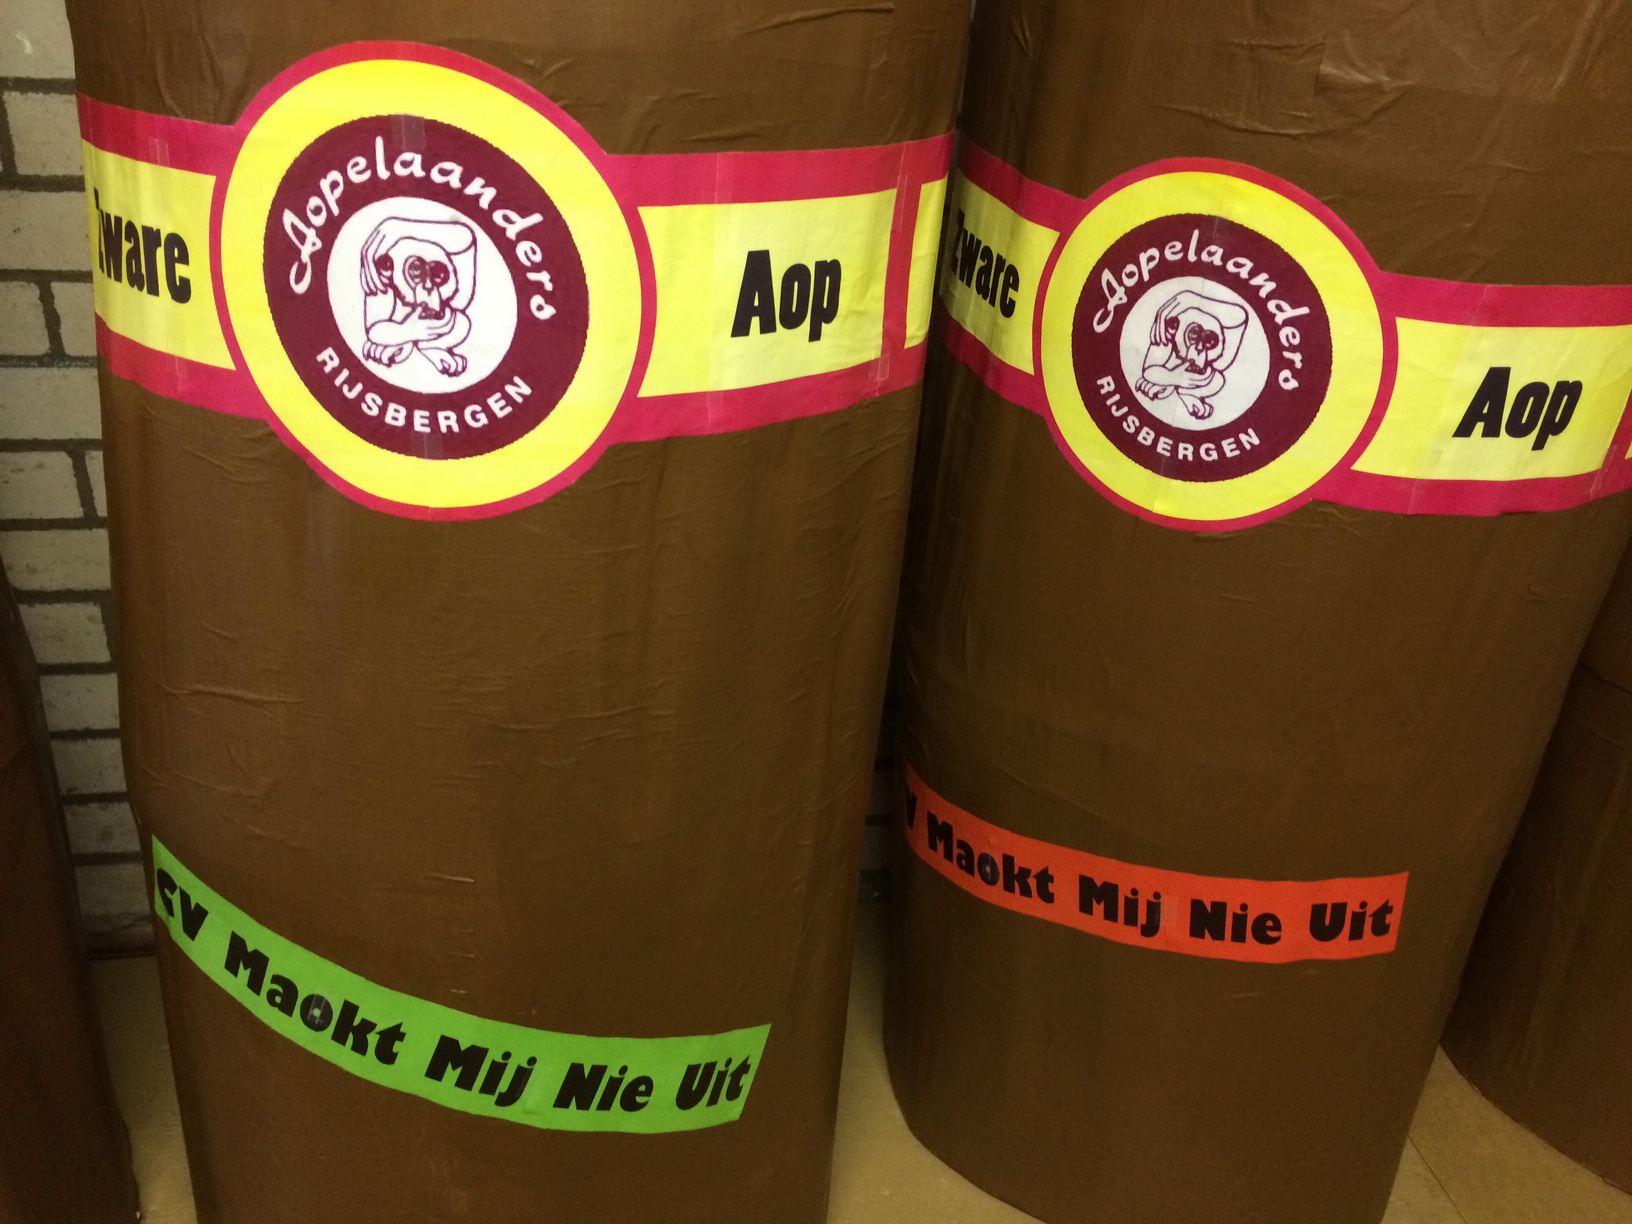 Zware
Aopelaanders
RIJSBERGEN
Aop
CV Maokt Mij Nie Uit
Zware
Aopelaanders
RIJSBERGEN
Aop
V Maokt Mij Nie Uit